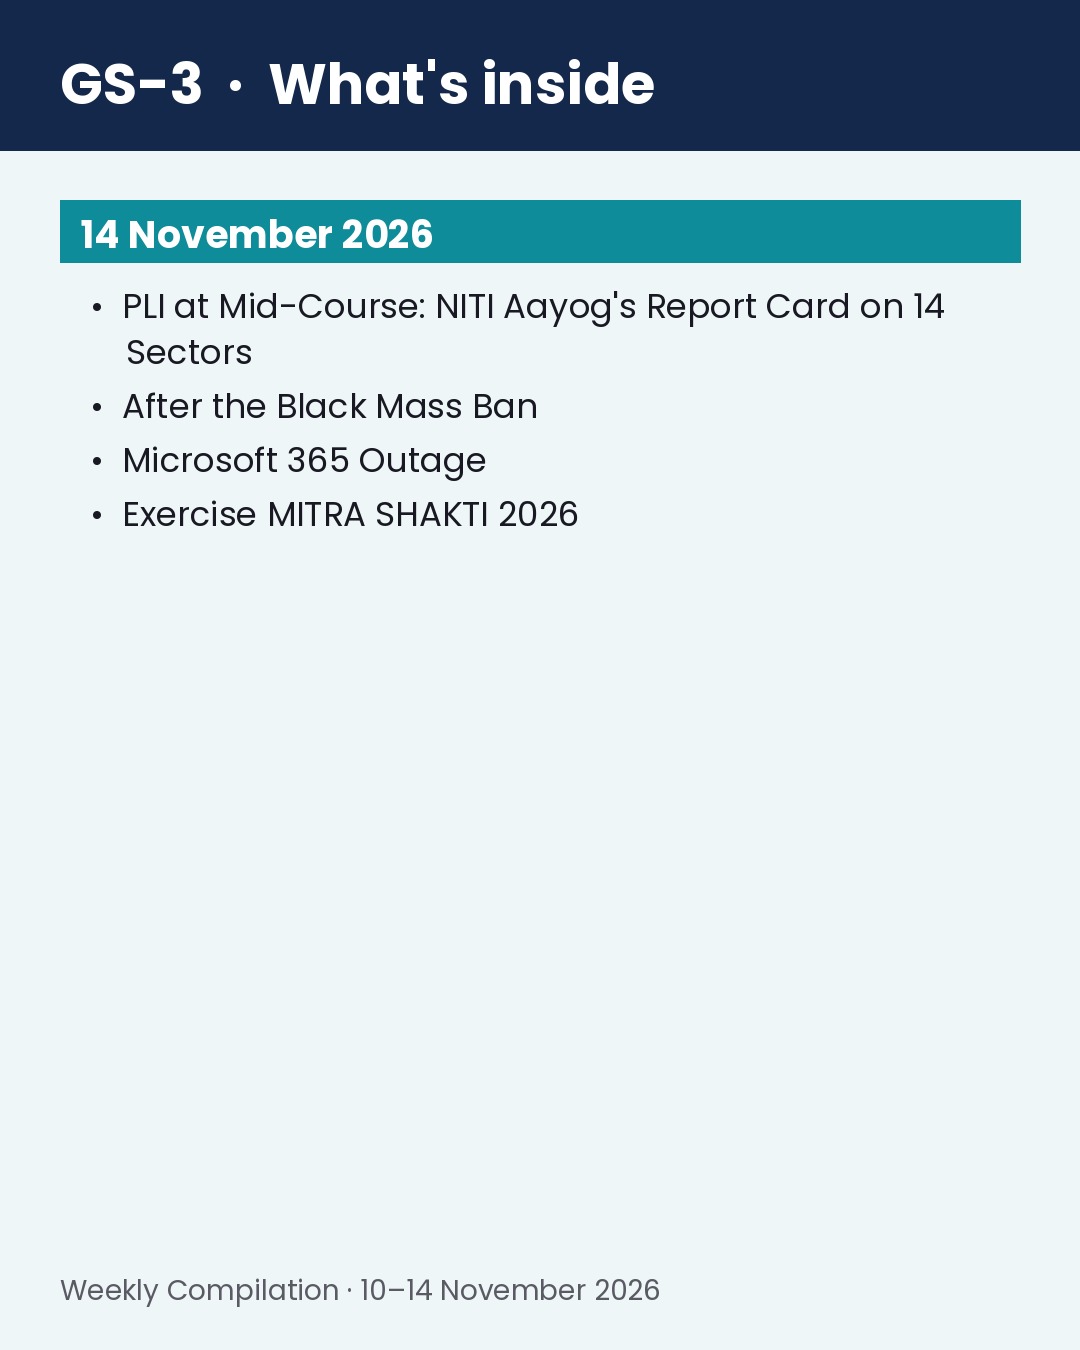 GS-3 · What's inside
14 November 2026
• PLI at Mid-Course: NITI Aayog's Report Card on 14
Sectors
• After the Black Mass Ban
• Microsoft 365 Outage
• Exercise MITRA SHAKTI 2026
Weekly Compilation · 10–14 November 2026